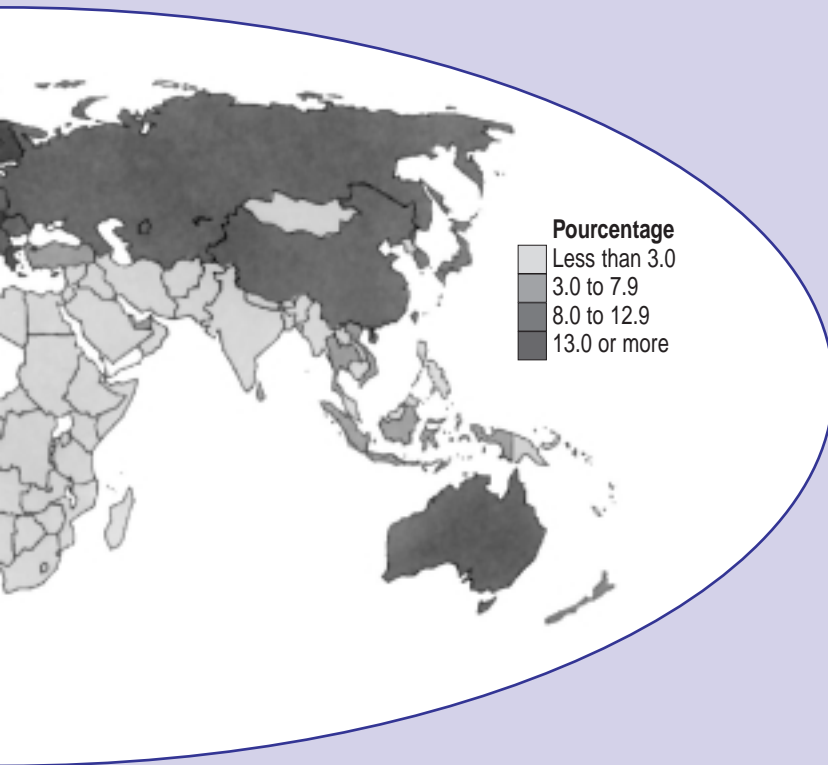 Pourcentage
Less than 3.0
3.0 to 7.9
8.0 to 12.9
13.0 or more